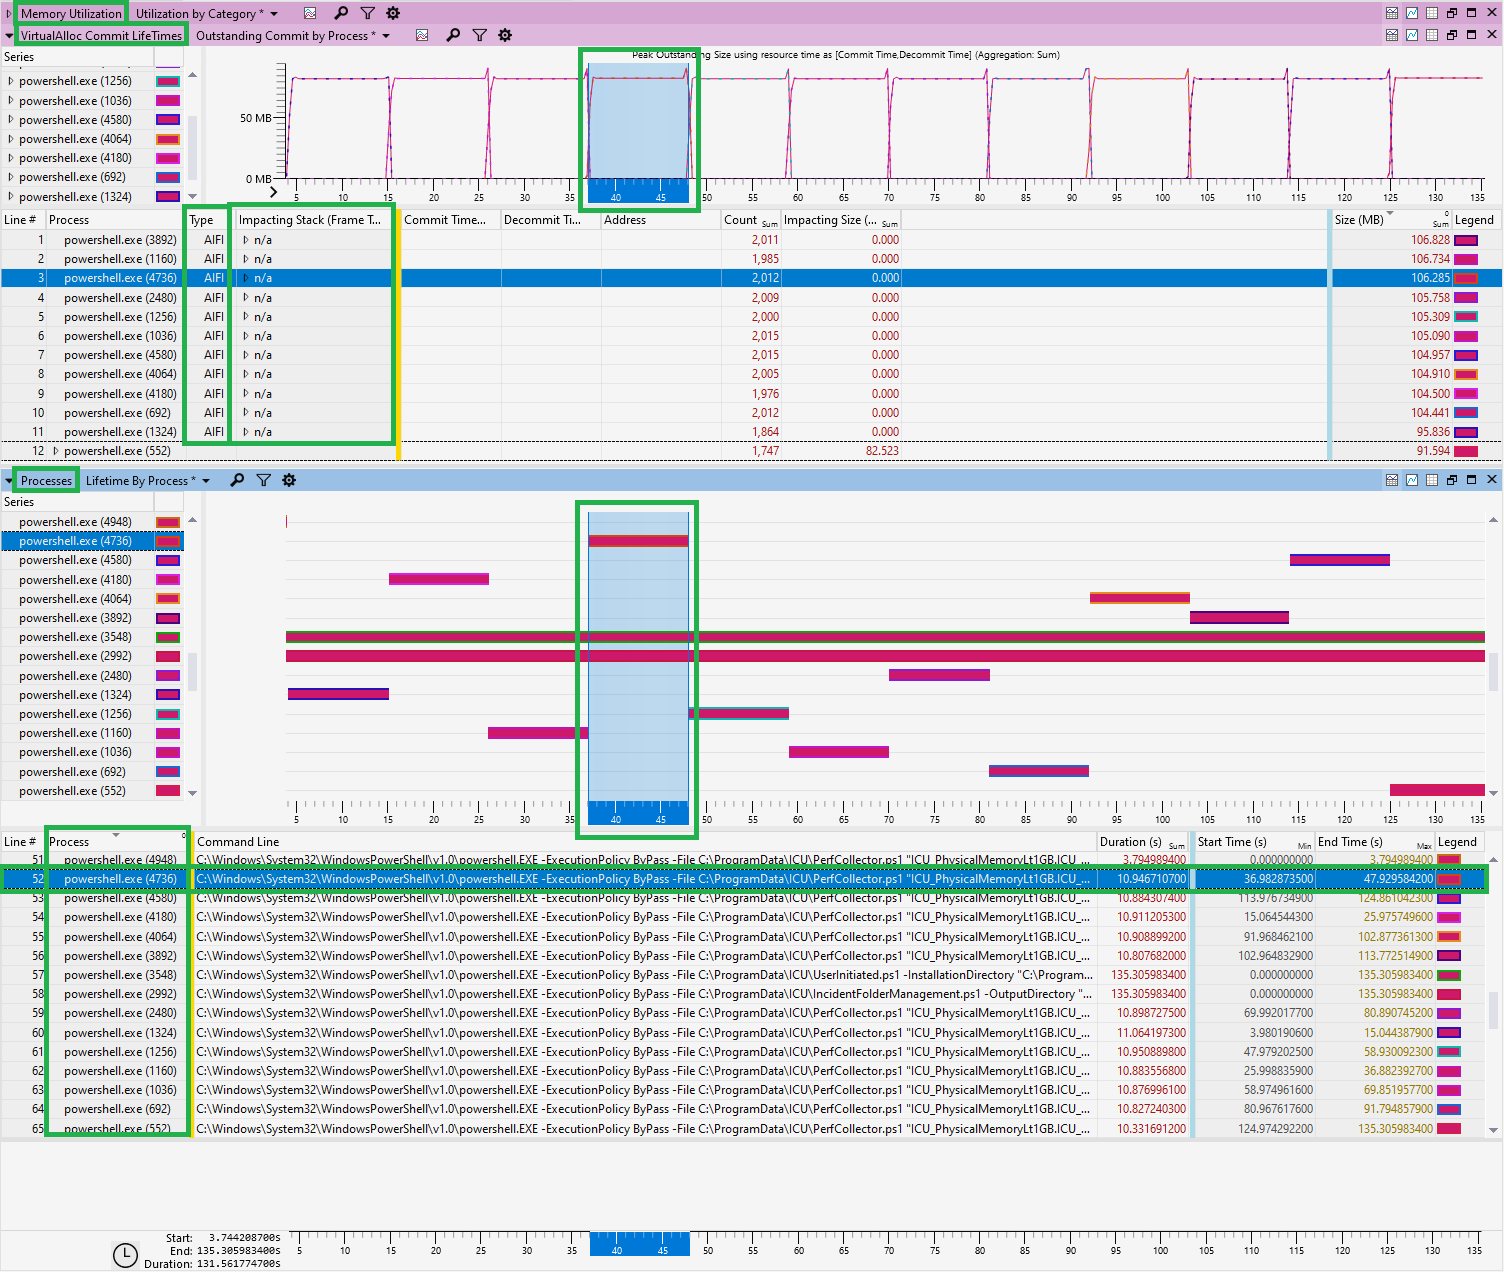 Memory Utilization Utilization by Category *
VirtualAlloc Commit LifeTimes Outstanding Commit by Process *
Series
powershell.exe (1256)
powershell.exe (1036)
powershell.exe (4580)
powershell.exe (4064)
powershell.exe (4180)
powershell.exe (692)
powershell.exe (1324)
Peak Outstanding Size using resource time as [Commit Time,Decommit Time] (Aggregation: Sum)
50 MB
0 MB
5 10 15 20 25 30 35 40 45 50 55 60 65 70 75 80 85 90 95 100 105 110 115 120 125 130 135
Line # Process Type Impacting Stack (Frame T... Commit Time... Decommit Ti... Address Count Sum Impacting Size (... Sum Size (MB) 0 Sum Legend
1 powershell.exe (3892) AIFI n/a 2,011 0.000 106.828
2 powershell.exe (1160) AIFI n/a 1,985 0.000 106.734
3 powershell.exe (4736) AIFI n/a 2,012 0.000 106.285
4 powershell.exe (2480) AIFI n/a 2,009 0.000 105.758
5 powershell.exe (1256) AIFI n/a 2,000 0.000 105.309
6 powershell.exe (1036) AIFI n/a 2,015 0.000 105.090
7 powershell.exe (4580) AIFI n/a 2,015 0.000 104.957
8 powershell.exe (4064) AIFI n/a 2,005 0.000 104.910
9 powershell.exe (4180) AIFI n/a 1,976 0.000 104.500
10 powershell.exe (692) AIFI n/a 2,012 0.000 104.441
11 powershell.exe (1324) AIFI n/a 1,864 0.000 95.836
12 powershell.exe (552) 1,747 82.523 91.594
Processes Lifetime By Process *
Series
powershell.exe (4948)
powershell.exe (4736)
powershell.exe (4580)
powershell.exe (4180)
powershell.exe (4064)
powershell.exe (3892)
powershell.exe (3548)
powershell.exe (2992)
powershell.exe (2480)
powershell.exe (1324)
powershell.exe (1256)
powershell.exe (1160)
powershell.exe (1036)
powershell.exe (692)
powershell.exe (552)
5 10 15 20 25 30 35 40 45 50 55 60 65 70 75 80 85 90 95 100 105 110 115 120 125 130 135
Line # Process 0 Command Line Duration (s) Sum Start Time (s) Min End Time (s) Max Legend
51 powershell.exe (4948) C:\Windows\System32\WindowsPowerShell\v1.0\powershell.EXE -ExecutionPolicy ByPass -File C:\ProgramData\ICU\PerfCollector.ps1 "ICU_PhysicalMemoryLt1GB.ICU_... 3.794989400 0.000000000 3.794989400
52 powershell.exe (4736) C:\Windows\System32\WindowsPowerShell\v1.0\powershell.EXE -ExecutionPolicy ByPass -File C:\ProgramData\ICU\PerfCollector.ps1 "ICU_PhysicalMemoryLt1GB.ICU_... 10.946710700 36.982873500 47.929584200
53 powershell.exe (4580) C:\Windows\System32\WindowsPowerShell\v1.0\powershell.EXE -ExecutionPolicy ByPass -File C:\ProgramData\ICU\PerfCollector.ps1 "ICU_PhysicalMemoryLt1GB.ICU_... 10.884307400 113.976734900 124.861042300
54 powershell.exe (4180) C:\Windows\System32\WindowsPowerShell\v1.0\powershell.EXE -ExecutionPolicy ByPass -File C:\ProgramData\ICU\PerfCollector.ps1 "ICU_PhysicalMemoryLt1GB.ICU_... 10.911205300 15.064544300 25.975749600
55 powershell.exe (4064) C:\Windows\System32\WindowsPowerShell\v1.0\powershell.EXE -ExecutionPolicy ByPass -File C:\ProgramData\ICU\PerfCollector.ps1 "ICU_PhysicalMemoryLt1GB.ICU_... 10.908899200 91.968462100 102.877361300
56 powershell.exe (3892) C:\Windows\System32\WindowsPowerShell\v1.0\powershell.EXE -ExecutionPolicy ByPass -File C:\ProgramData\ICU\PerfCollector.ps1 "ICU_PhysicalMemoryLt1GB.ICU_... 10.807682000 102.964832900 113.772514900
57 powershell.exe (3548) C:\Windows\System32\WindowsPowerShell\v1.0\powershell.EXE -ExecutionPolicy ByPass -File C:\ProgramData\ICU\UserInitiated.ps1 -InstallationDirectory "C:\Program... 135.305983400 0.000000000 135.305983400
58 powershell.exe (2992) C:\Windows\System32\WindowsPowerShell\v1.0\powershell.EXE -ExecutionPolicy ByPass -File C:\ProgramData\ICU\IncidentFolderManagement.ps1 -OutputDirectory "... 135.305983400 0.000000000 135.305983400
59 powershell.exe (2480) C:\Windows\System32\WindowsPowerShell\v1.0\powershell.EXE -ExecutionPolicy ByPass -File C:\ProgramData\ICU\PerfCollector.ps1 "ICU_PhysicalMemoryLt1GB.ICU_... 10.898727500 69.992017700 80.890745200
60 powershell.exe (1324) C:\Windows\System32\WindowsPowerShell\v1.0\powershell.EXE -ExecutionPolicy ByPass -File C:\ProgramData\ICU\PerfCollector.ps1 "ICU_PhysicalMemoryLt1GB.ICU_... 11.064197300 3.980190600 15.044387900
61 powershell.exe (1256) C:\Windows\System32\WindowsPowerShell\v1.0\powershell.EXE -ExecutionPolicy ByPass -File C:\ProgramData\ICU\PerfCollector.ps1 "ICU_PhysicalMemoryLt1GB.ICU_... 10.950889800 47.979202500 58.930092300
62 powershell.exe (1160) C:\Windows\System32\WindowsPowerShell\v1.0\powershell.EXE -ExecutionPolicy ByPass -File C:\ProgramData\ICU\PerfCollector.ps1 "ICU_PhysicalMemoryLt1GB.ICU_... 10.883556800 25.998835900 36.882392700
63 powershell.exe (1036) C:\Windows\System32\WindowsPowerShell\v1.0\powershell.EXE -ExecutionPolicy ByPass -File C:\ProgramData\ICU\PerfCollector.ps1 "ICU_PhysicalMemoryLt1GB.ICU_... 10.876996100 58.974961600 69.851957700
64 powershell.exe (692) C:\Windows\System32\WindowsPowerShell\v1.0\powershell.EXE -ExecutionPolicy ByPass -File C:\ProgramData\ICU\PerfCollector.ps1 "ICU_PhysicalMemoryLt1GB.ICU_... 10.827240300 80.967617600 91.794857900
65 powershell.exe (552) C:\Windows\System32\WindowsPowerShell\v1.0\powershell.EXE -ExecutionPolicy ByPass -File C:\ProgramData\ICU\PerfCollector.ps1 "ICU_PhysicalMemoryLt1GB.ICU_... 10.331691200 124.974292200 135.305983400
Start: 3.744208700s
End: 135.305983400s
Duration: 131.561774700s
5 10 15 20 25 30 35 40 45 50 55 60 65 70 75 80 85 90 95 100 105 110 115 120 125 130 135